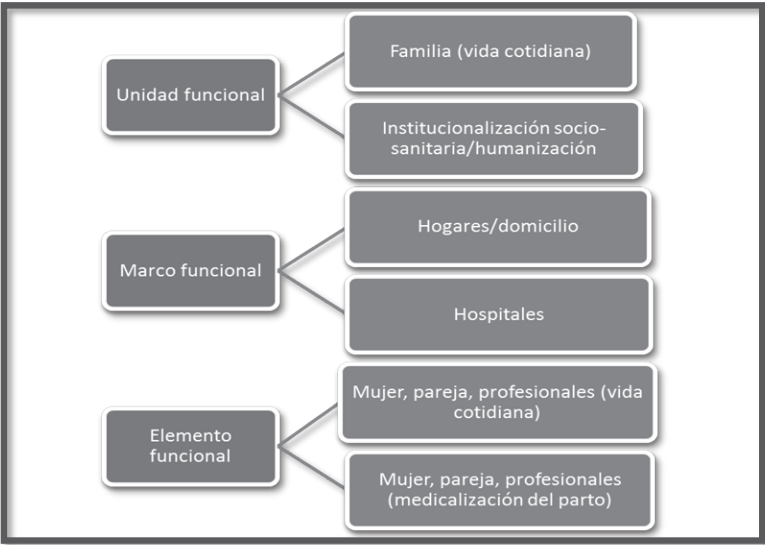 Unidad funcional
Familia (vida cotidiana)
Institucionalización socio-
sanitaria/humanización
Marco funcional
Hogares/domicilio
Hospitales
Elemento
funcional
Mujer, pareja, profesionales (vida
cotidiana)
Mujer, pareja, profesionales
(medicalización del parto)